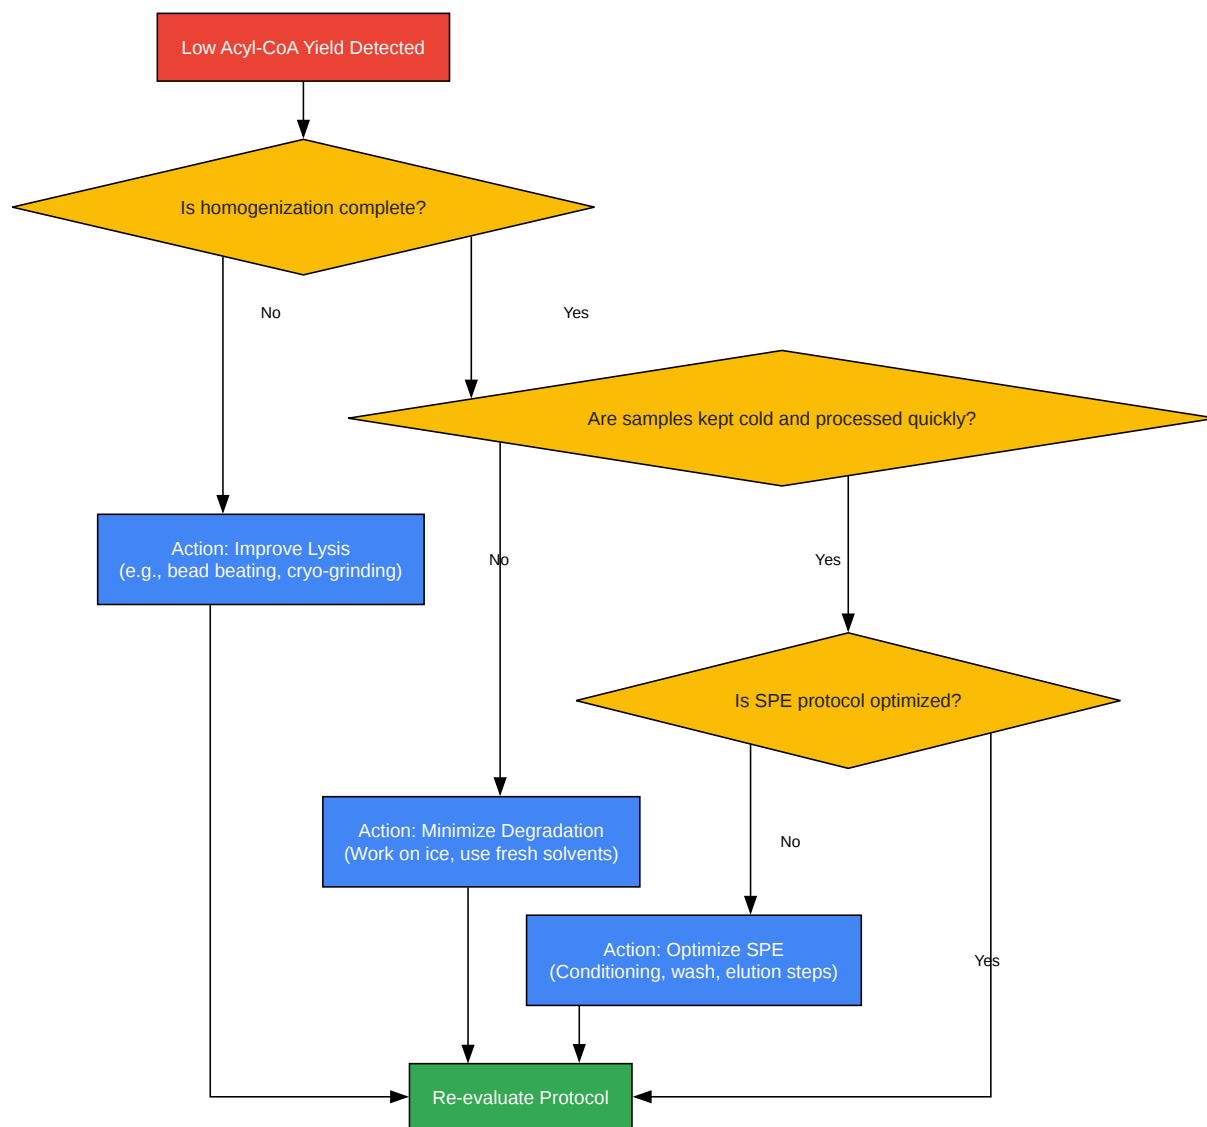 Low Acyl-CoA Yield Detected
Is homogenization complete?
No
Yes
Are samples kept cold and processed quickly?
Action: Improve Lysis
(e.g., bead beating, cryo-grinding)
No
Yes
Is SPE protocol optimized?
Action: Minimize Degradation
(Work on ice, use fresh solvents)
No
Action: Optimize SPE
(Conditioning, wash, elution steps)
Yes
Re-evaluate Protocol